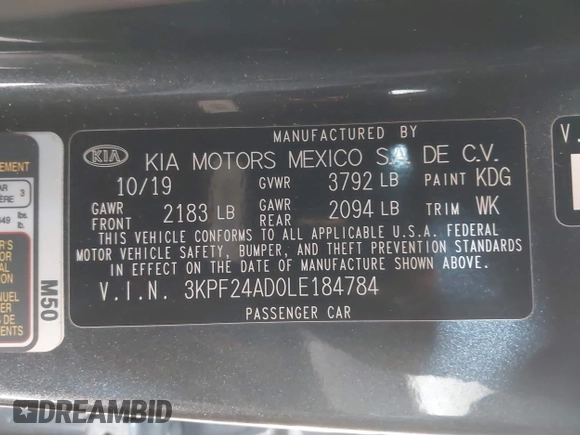 MANUFACTURED BY
KIA KIA MOTORS MEXICO S.A. DE C.V.
10/19 GVWR 3792 LB PAINT KDG
GAWR FRONT 2183 LB GAWR REAR 2094 LB TRIM WK
THIS VEHICLE CONFORMS TO ALL APPLICABLE U.S.A. FEDERAL
MOTOR VEHICLE SAFETY, BUMPER, AND THEFT PREVENTION STANDARDS
IN EFFECT ON THE DATE OF MANUFACTURE SHOWN ABOVE.
V.I.N. 3KPF24AD0LE184784
PASSENGER CAR
M50
DREAMBID